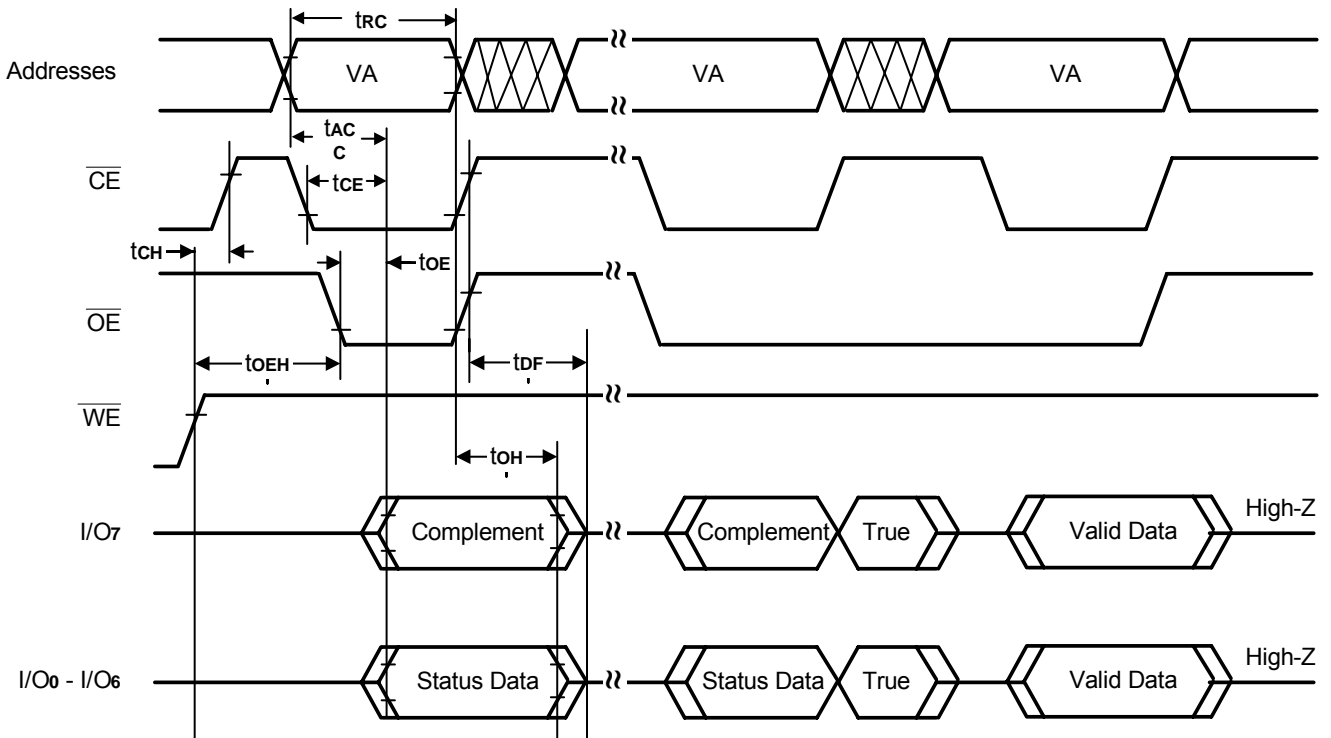 tRC
Addresses
VA
VA
VA
tAC
C
CE
tCE
tCH
tOE
OE
tOEH
tDF
WE
tOH
High-Z
I/O7
Complement
Complement
True
Valid Data
High-Z
I/O0 - I/O6
Status Data
Status Data
True
Valid Data